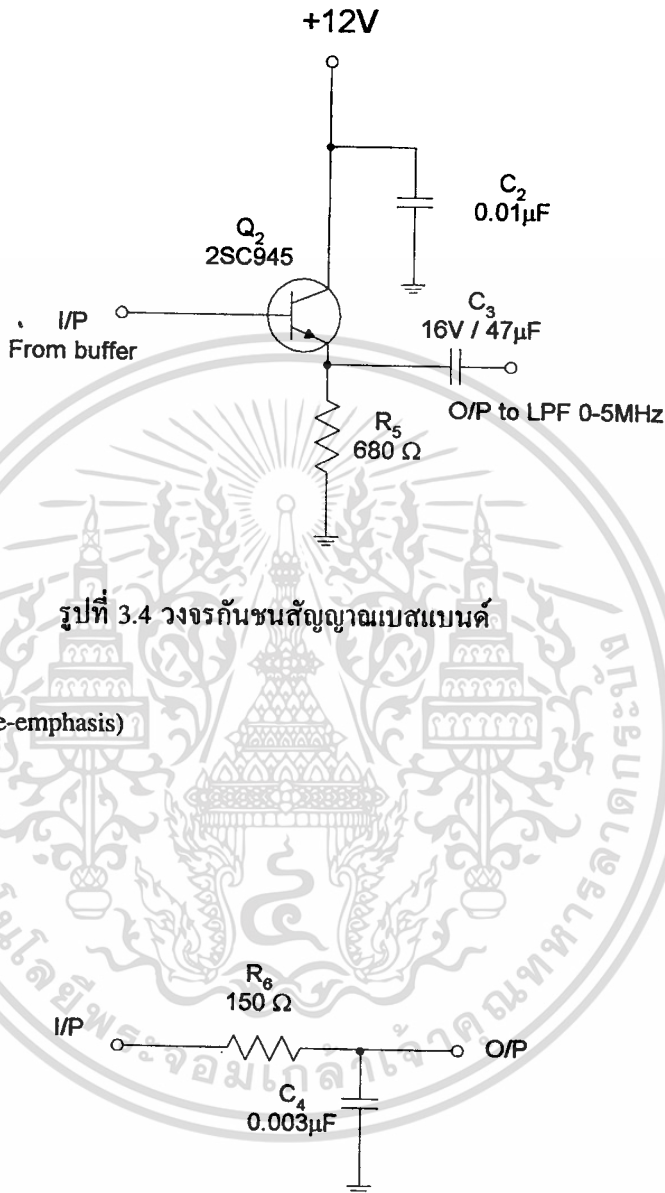 +12V
C2
0.01µF
Q2
2SC945
I/P
From buffer
C3
16V / 47µF
O/P to LPF 0-5MHz
R5
680 Ω
รูปที่ 3.4 วงจรกันชนสัญญาณเบสแบนด์
e-emphasis)
R6
150 Ω
I/P
O/P
C4
0.003µF